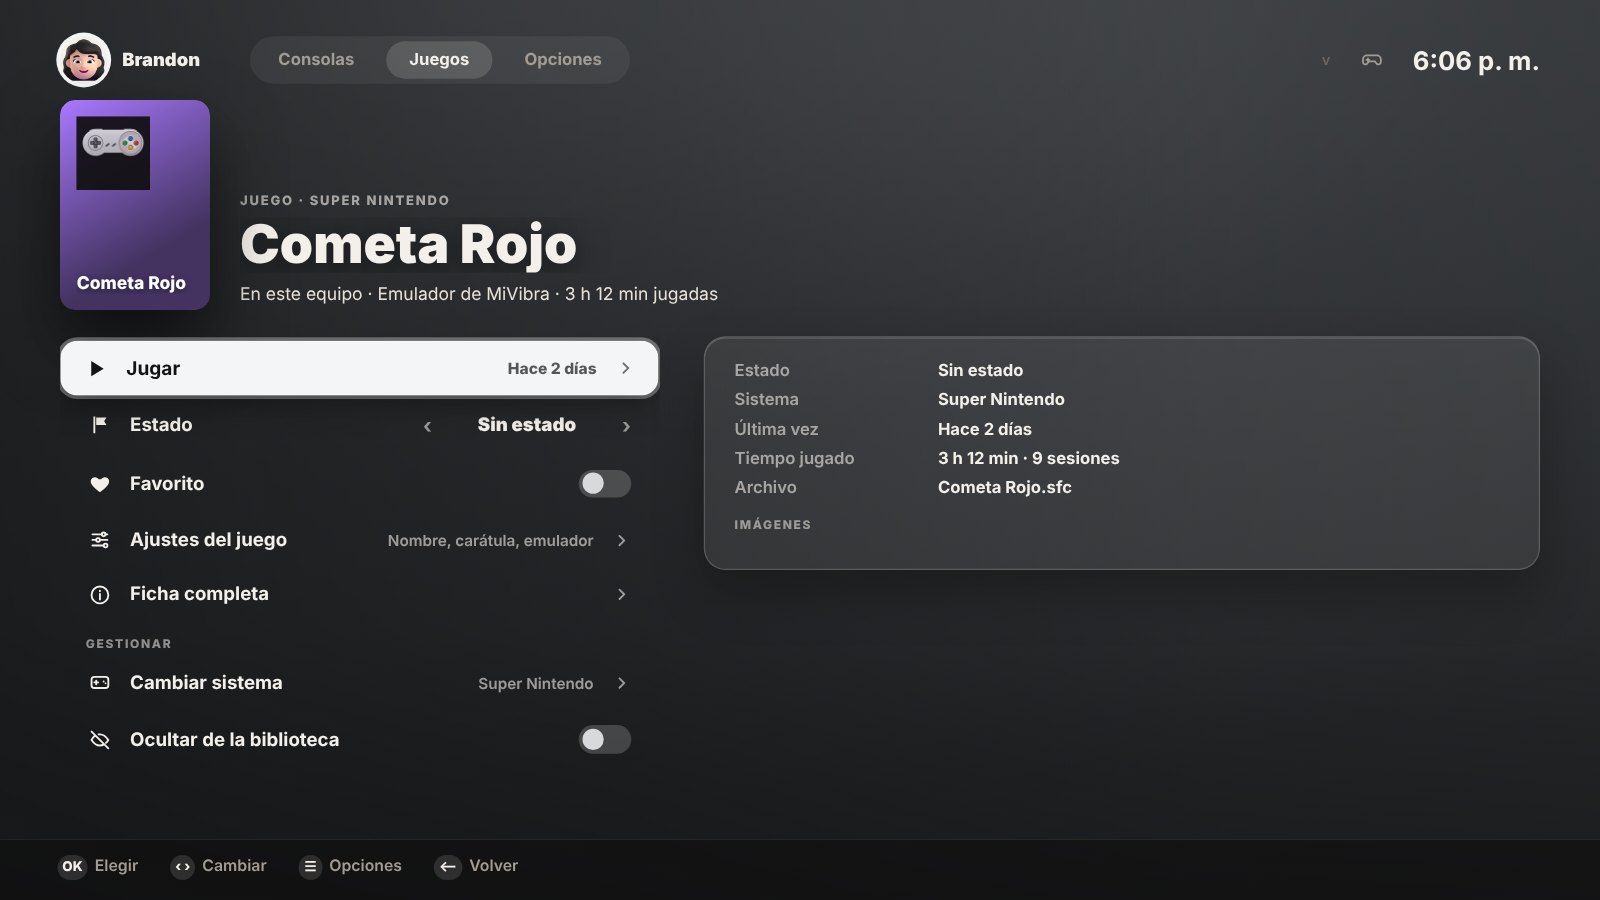 Brandon
Consolas
Juegos
Opciones
v
6:06 p. m.
Cometa Rojo
JUEGO · SUPER NINTENDO
Cometa Rojo
En este equipo · Emulador de MiVibra · 3 h 12 min jugadas
Jugar
Hace 2 días
Estado
Sin estado
Favorito
Ajustes del juego
Nombre, carátula, emulador
Ficha completa
GESTIONAR
Cambiar sistema
Super Nintendo
Ocultar de la biblioteca
Estado
Sin estado
Sistema
Super Nintendo
Última vez
Hace 2 días
Tiempo jugado
3 h 12 min · 9 sesiones
Archivo
Cometa Rojo.sfc
IMÁGENES
OK Elegir
Cambiar
Opciones
Volver